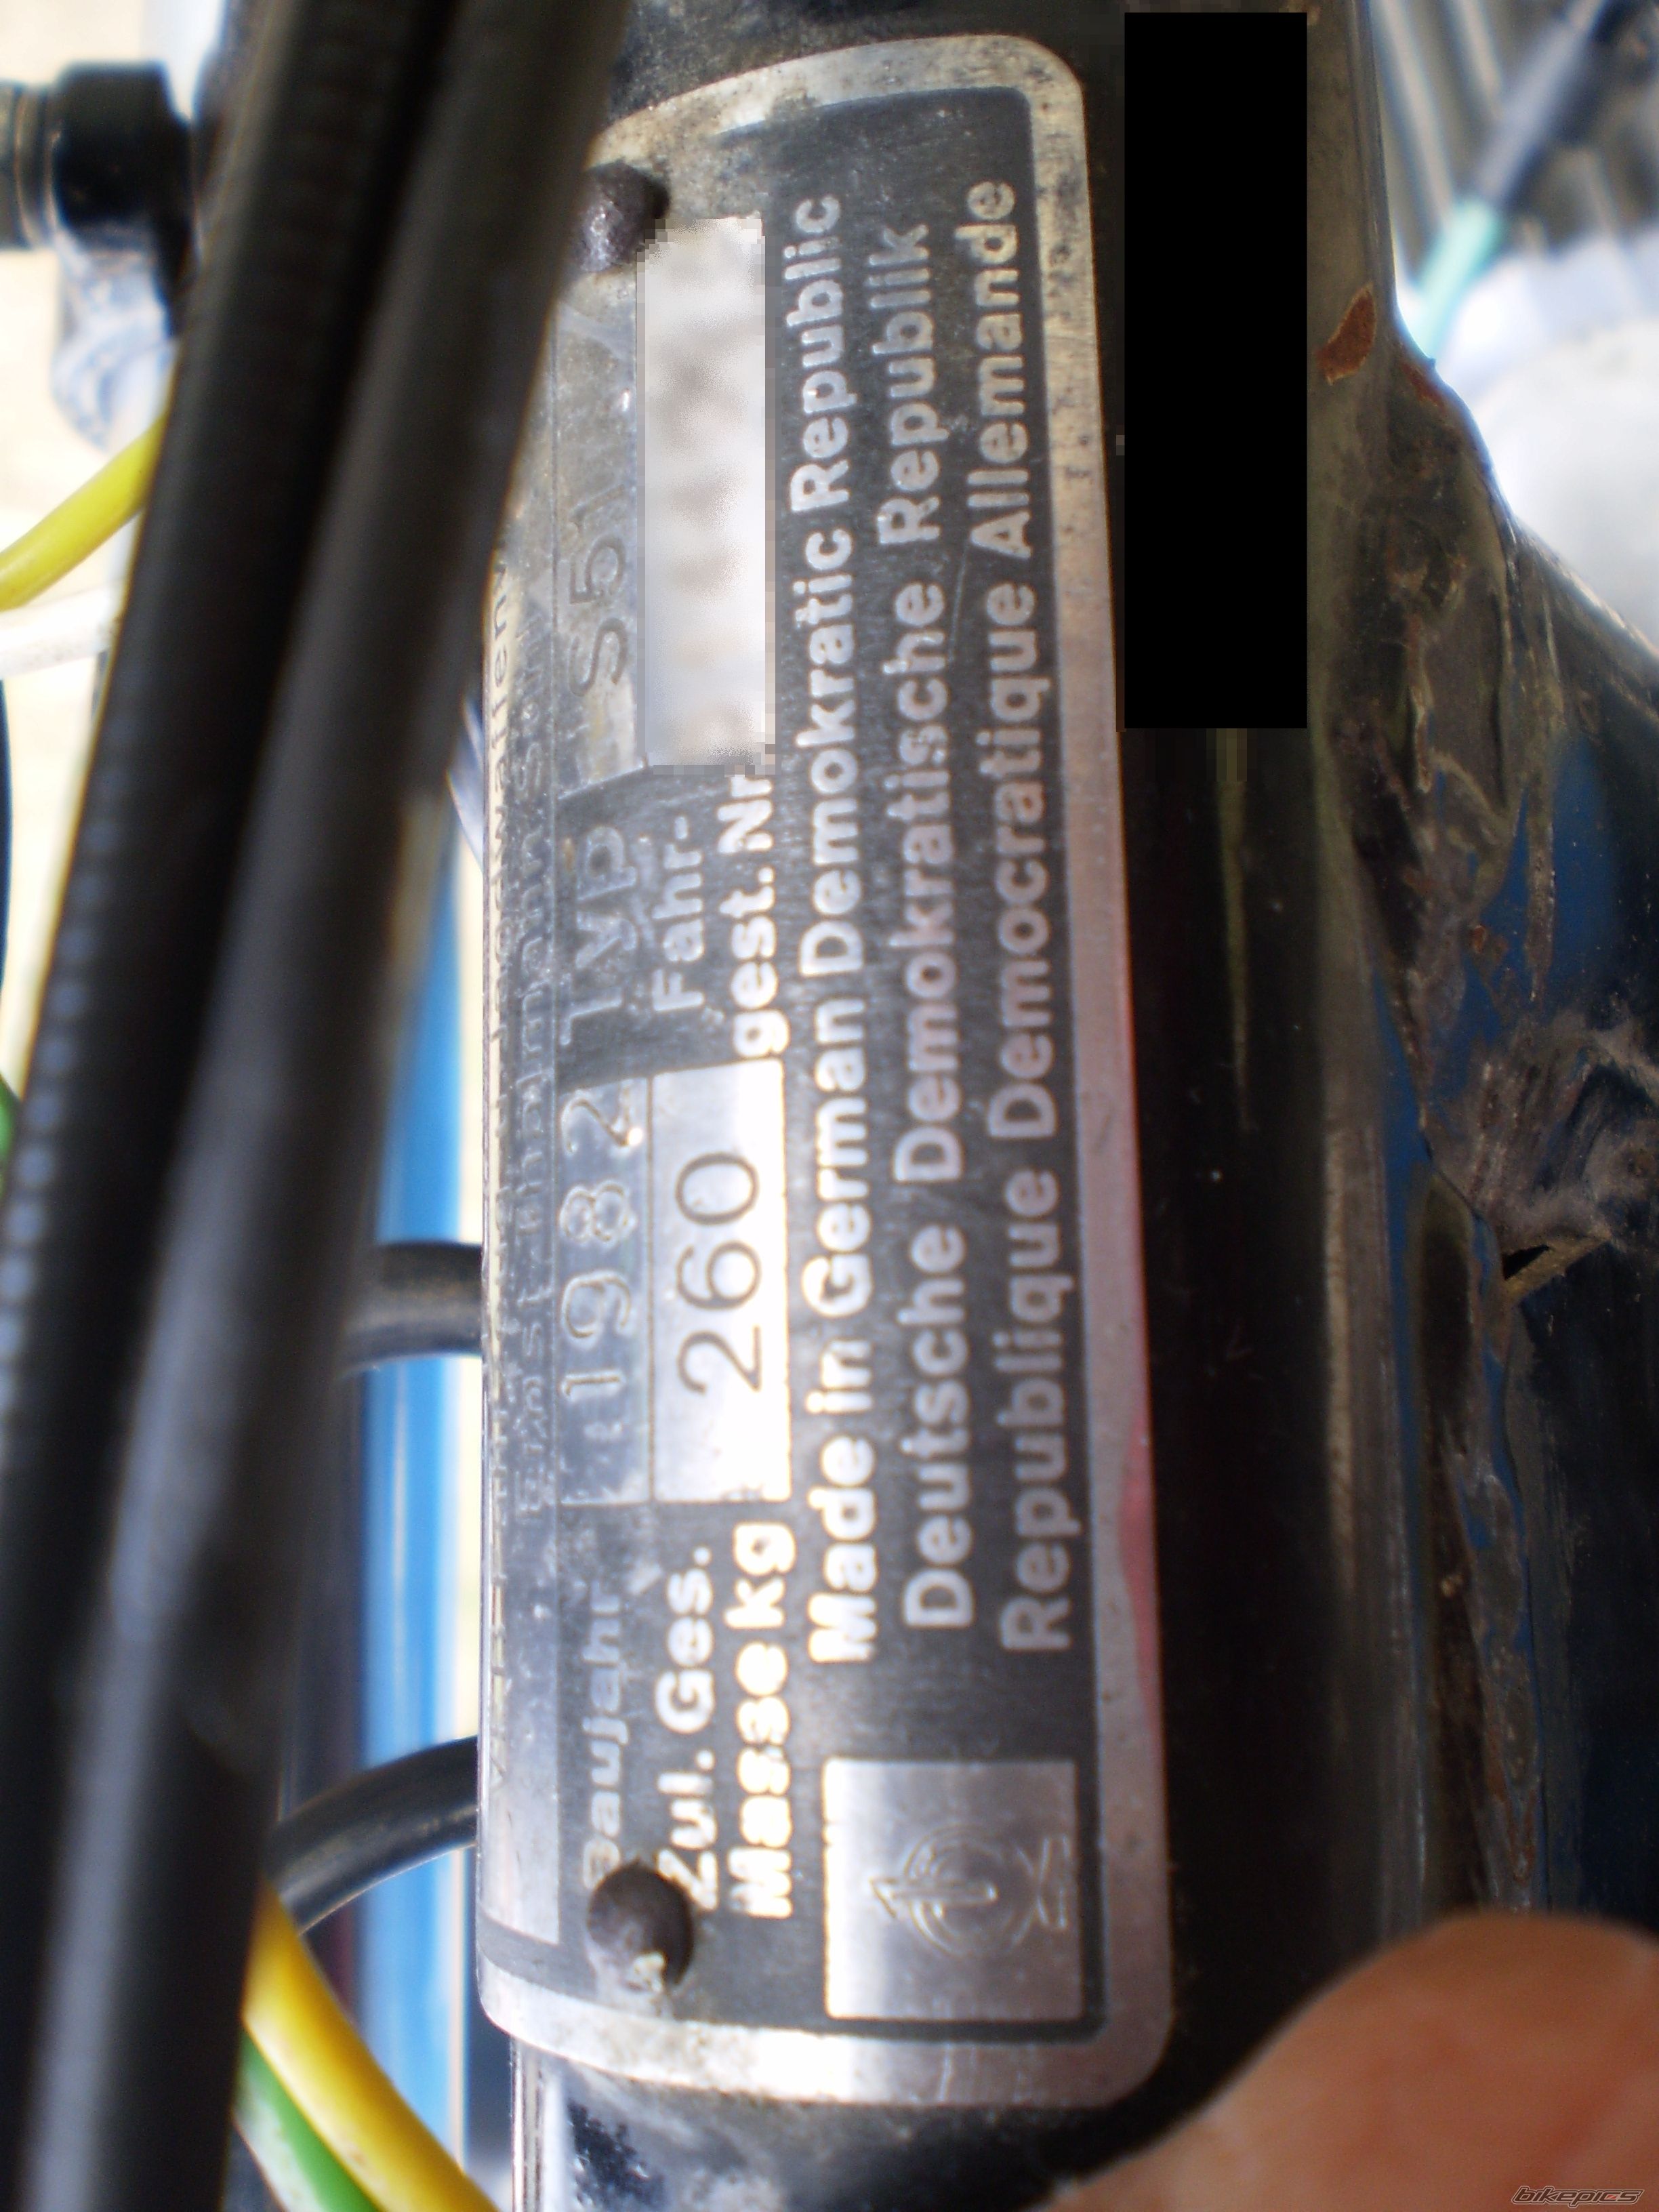 Baujahr 1982 Typ S51
Zul. Ges. Fahr-
Masse kg 260 gest.Nr.
Made in German Demokratic Republic
Deutsche Demokratische Republik
Republique Democratique Allemande
bikepics